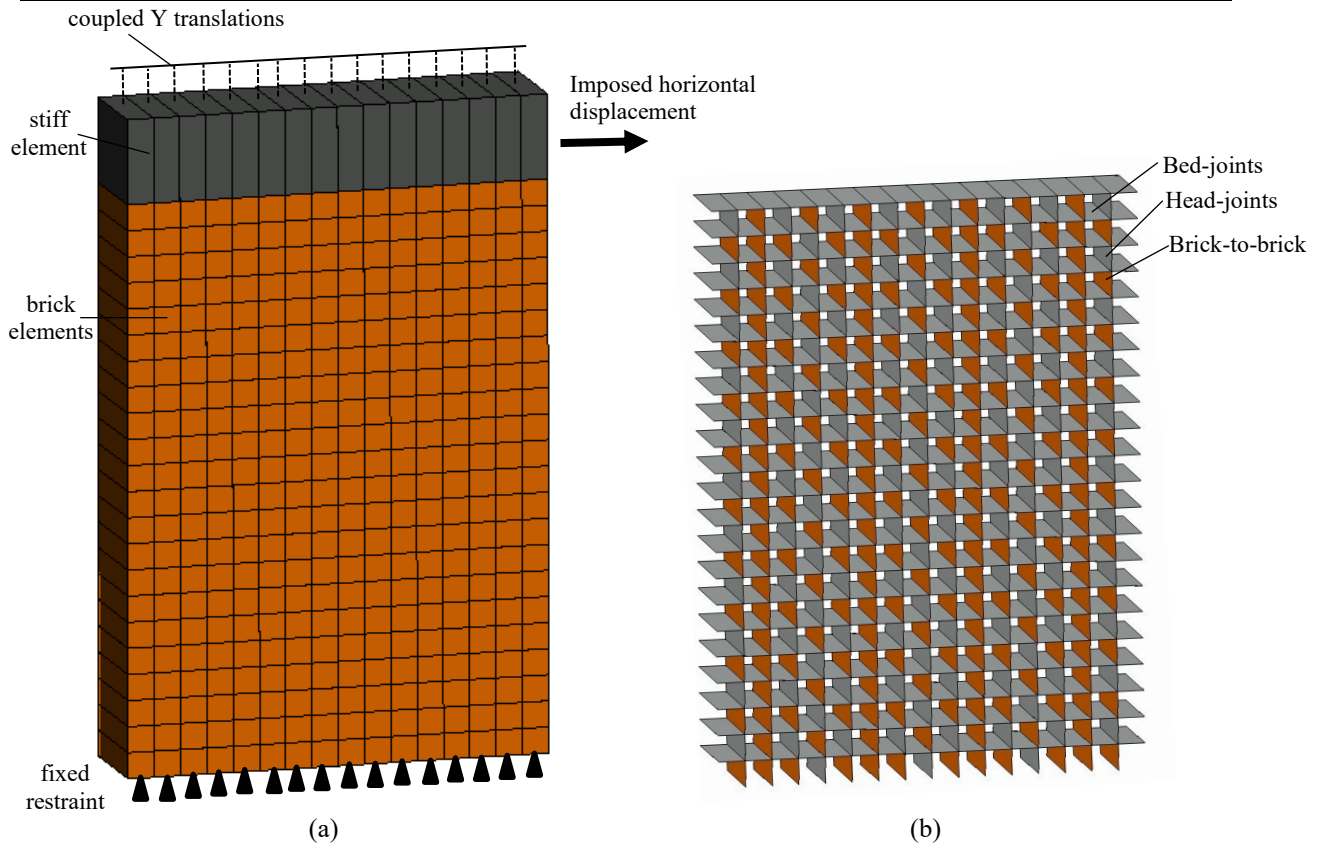 coupled Y translations
Imposed horizontal
displacement
stiff
element
Bed-joints
Head-joints
Brick-to-brick
brick
elements
fixed
restraint
(a)
(b)